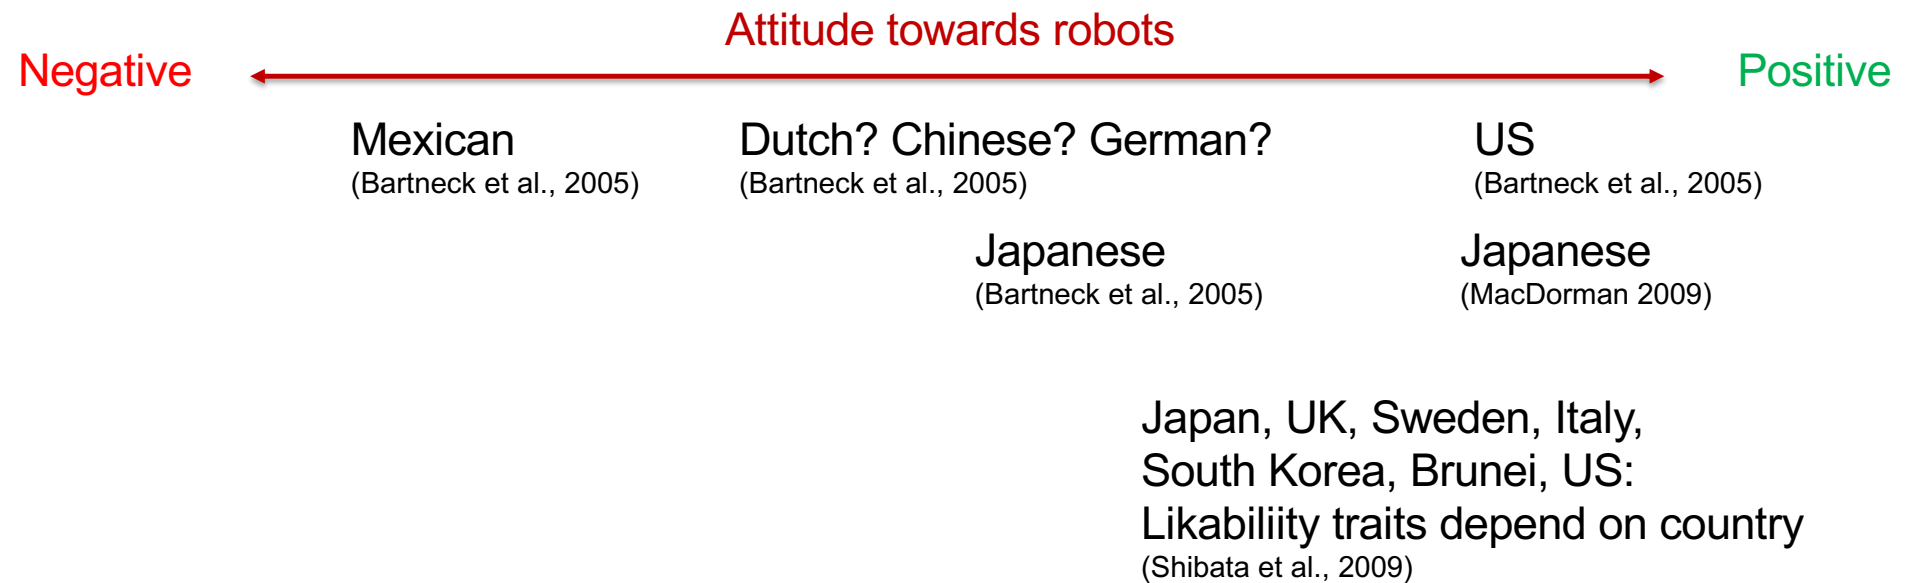 Attitude towards robots
Negative
Positive
Mexican
(Bartneck et al., 2005)
Dutch? Chinese? German?
(Bartneck et al., 2005)
US
(Bartneck et al., 2005)
Japanese
(Bartneck et al., 2005)
Japanese
(MacDorman 2009)
Japan, UK, Sweden, Italy,
South Korea, Brunei, US:
Likabiliity traits depend on country
(Shibata et al., 2009)